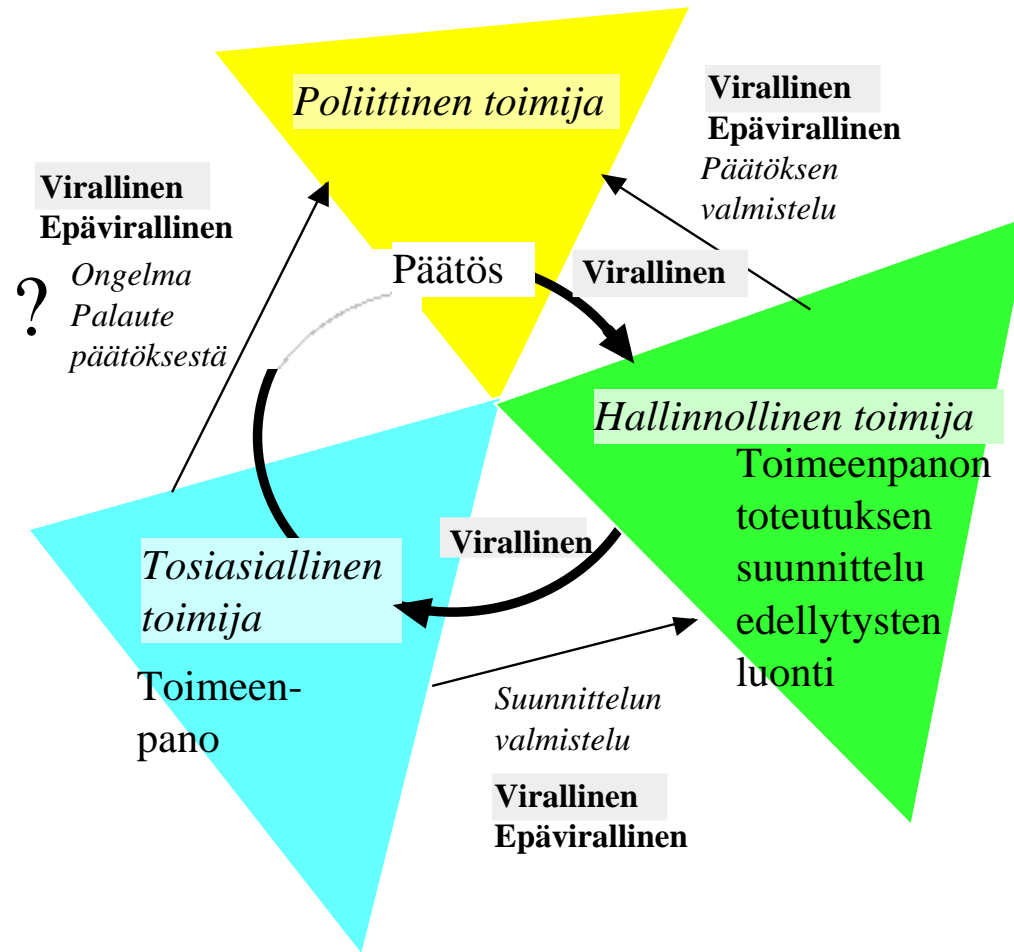 Poliittinen toimija
Virallinen
Epävirallinen
Päätöksen
valmistelu
Virallinen
Epävirallinen
?
Ongelma
Palaute
päätöksestä
Päätös
Virallinen
Hallinnollinen toimija
Toimeenpanon
toteutuksen
suunnittelu
edellytysten
luonti
Virallinen
Tosiasiallinen
toimija
Toimeen-
pano
Suunnittelun
valmistelu
Virallinen
Epävirallinen